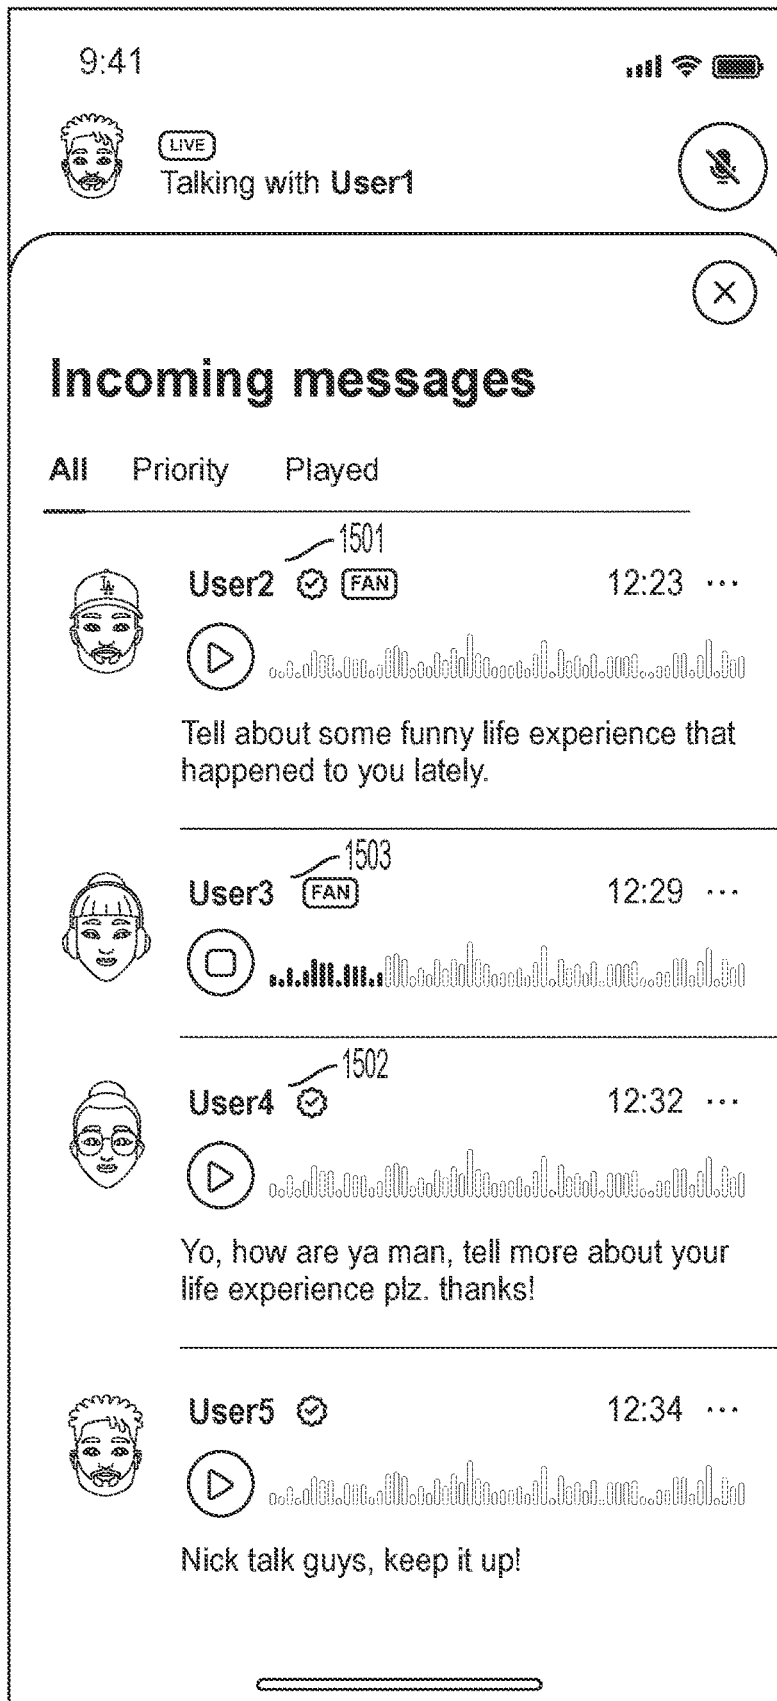 9:41
LIVE
Talking with User1
Incoming messages
All Priority Played
1501
User2 FAN 12:23 ...
LA
Tell about some funny life experience that
happened to you lately.
1503
User3 FAN 12:29 ...
1502
User4 12:32 ...
Yo, how are ya man, tell more about your
life experience plz. thanks!
User5 12:34 ...
Nick talk guys, keep it up!